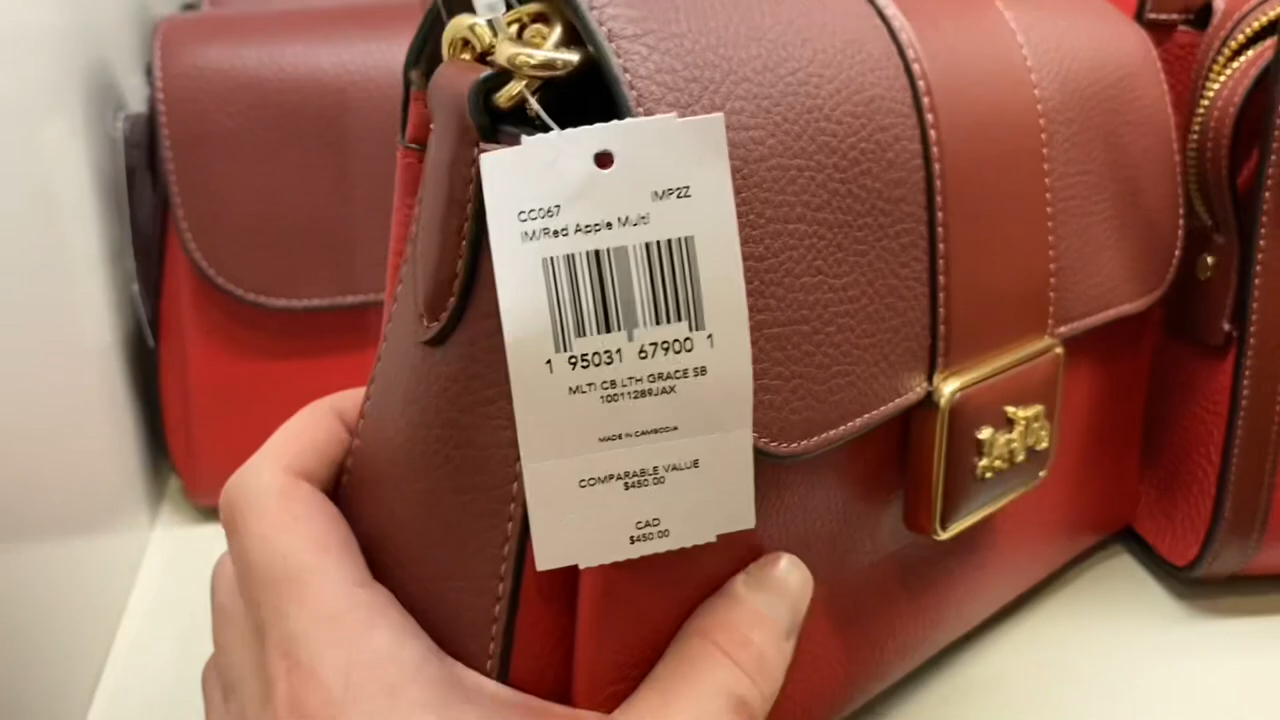 CC067 IMP2Z
IM/Red Apple Multi
1 95031 67900 1
MLTI CB LTH GRACE SB
10011289JAX
MADE IN CAMBODIA
COMPARABLE VALUE
$450.00
CAD
$450.00